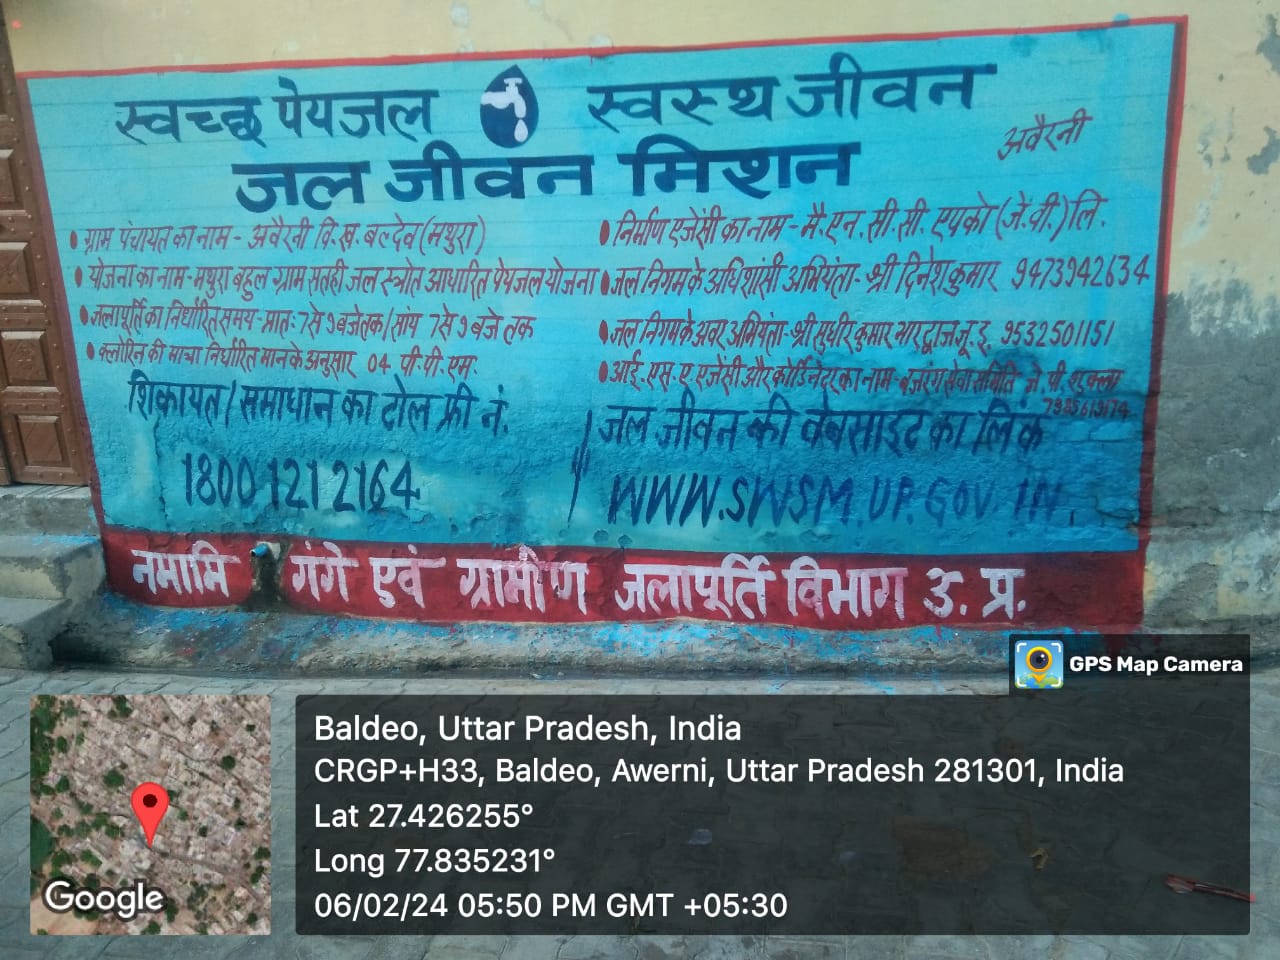 स्वच्छ पेयजल स्वस्थ जीवन
अवैरनी
जल जीवन मिशन
• ग्राम पंचायत का नाम - अवैरनी वि.ख. बल्देव (मथुरा)
• योजना का नाम - मथुरा बहुल ग्राम सतही जल स्त्रोत आधारित पेयजल योजना
• जलापूर्ति का निर्धारित समय - प्रातः 7 से 9 बजे तक / सांय 7 से 9 बजे तक
• क्लोरिन की मात्रा निर्धारित मानक के अनुसार 04 पी.पी.एम.
शिकायत / समाधान का टोल फ्री नं.
1800 121 2164
• निर्माण एजेंसी का नाम - मै. एन. सी. सी. एपको (जे.वी.) लि.
• जल निगम के अधिशांसी अभियंता - श्री दिनेश कुमार 9473942634
• जल निगम के अवर अभियंता - श्री सुधीर कुमार भारद्वाज जू.इ. 9532501151
• आई.एस.ए. एजेंसी और कोर्डिनेटर का नाम - बजरंग सेवा समिति जे.पी. शुक्ला
जल जीवन की वेबसाइट का लिंक
WWW.SWSM.UP.GOV.IN.
नमामि गंगे एवं ग्रामीण जलापूर्ति विभाग उ.प्र.
GPS Map Camera
Baldeo, Uttar Pradesh, India
CRGP+H33, Baldeo, Awerni, Uttar Pradesh 281301, India
Lat 27.426255°
Long 77.835231°
06/02/24 05:50 PM GMT +05:30
Google